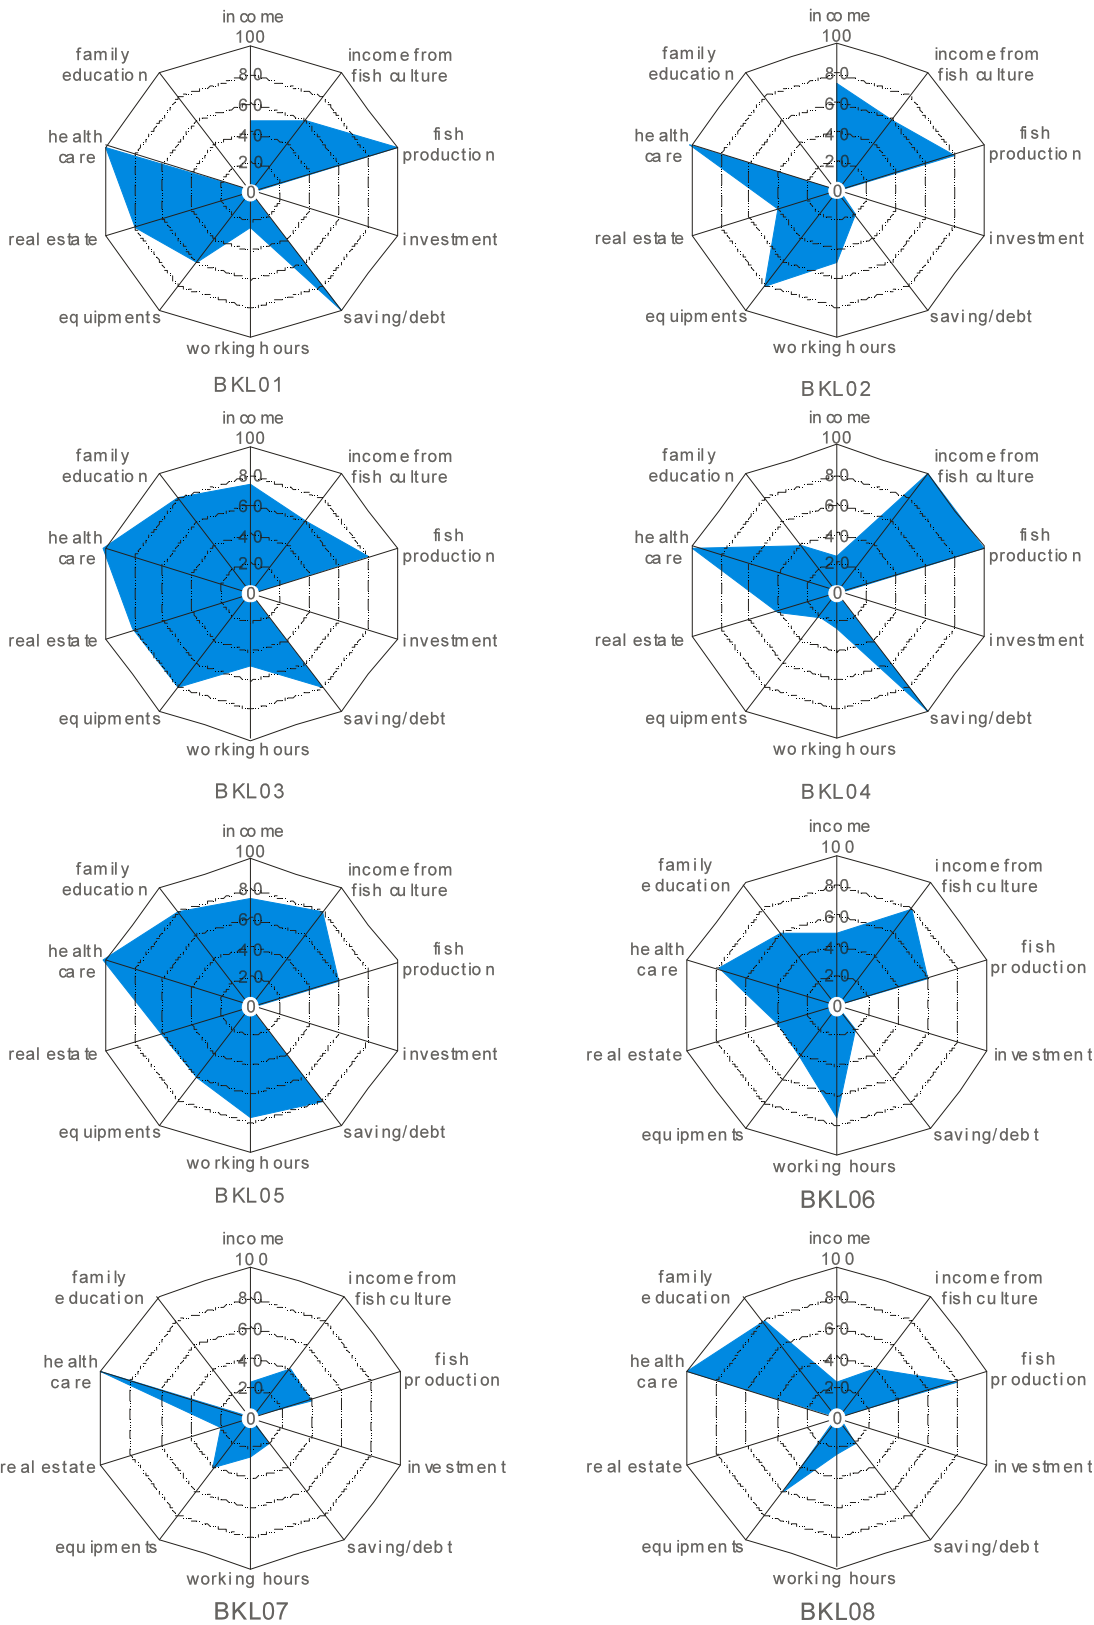 income
100
family
education
income from
fish culture
80
60
40
20
0
health
care
fish
production
real estate
investment
equipments
saving/debt
working hours
BKL01
income
100
family
education
income from
fish culture
80
60
40
20
0
health
care
fish
production
real estate
investment
equipments
saving/debt
working hours
BKL02
income
100
family
education
income from
fish culture
80
60
40
20
0
health
care
fish
production
real estate
investment
equipments
saving/debt
working hours
BKL03
income
100
family
education
income from
fish culture
80
60
40
20
0
health
care
fish
production
real estate
investment
equipments
saving/debt
working hours
BKL04
income
100
family
education
income from
fish culture
80
60
40
20
0
health
care
fish
production
real estate
investment
equipments
saving/debt
working hours
BKL05
income
100
family
education
income from
fish culture
80
60
40
20
0
health
care
fish
production
real estate
investment
equipments
saving/debt
working hours
BKL06
income
100
family
education
income from
fish culture
80
60
40
20
0
health
care
fish
production
real estate
investment
equipments
saving/debt
working hours
BKL07
income
100
family
education
income from
fish culture
80
60
40
20
0
health
care
fish
production
real estate
investment
equipments
saving/debt
working hours
BKL08